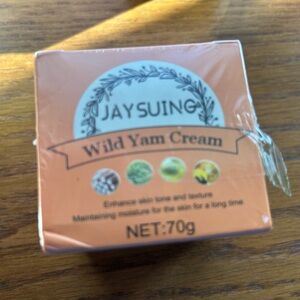 JAYSUING
Wild Yam Cream
Enhance skin tone and texture
Maintaining moisture for the skin for a long time
NET:70g